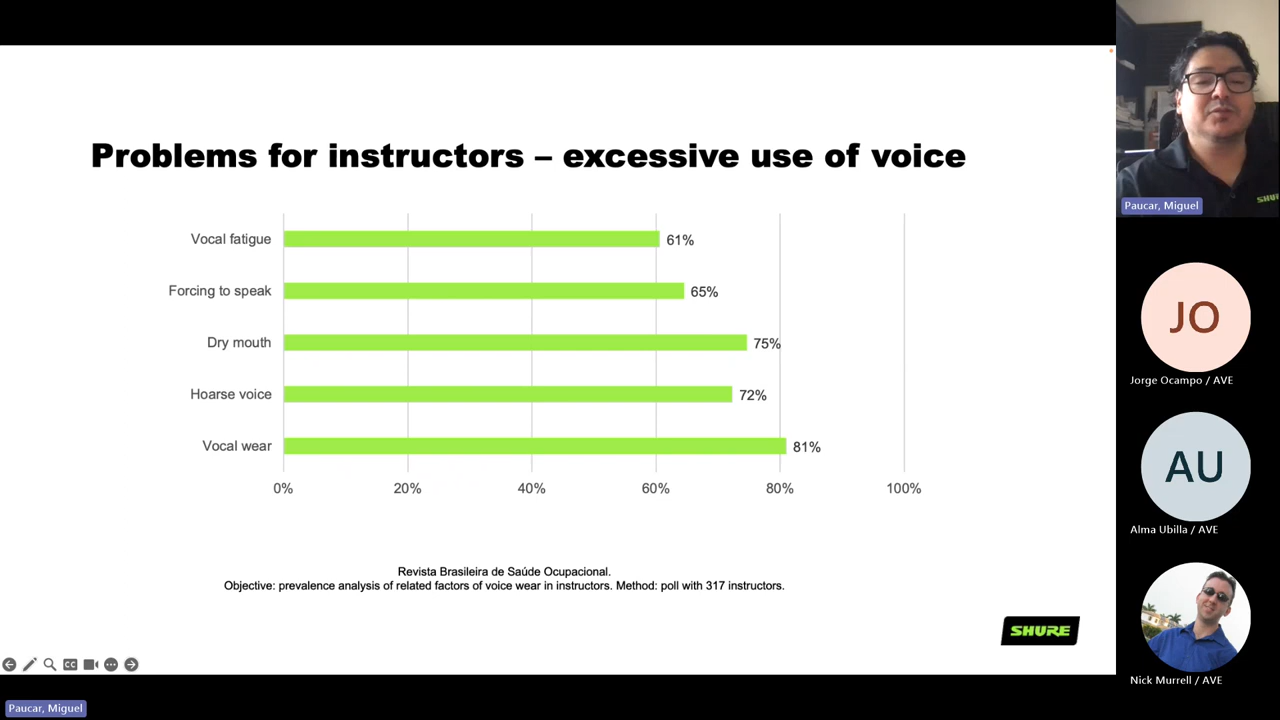 Problems for instructors – excessive use of voice
Vocal fatigue
61%
Forcing to speak
65%
Dry mouth
75%
Hoarse voice
72%
Vocal wear
81%
0%
20%
40%
60%
80%
100%
Revista Brasileira de Saúde Ocupacional.
Objective: prevalence analysis of related factors of voice wear in instructors. Method: poll with 317 instructors.
SHURE
CC
Paucar, Miguel
SHU
Paucar, Miguel
JO
Jorge Ocampo / AVE
AU
Alma Ubilla / AVE
Nick Murrell / AVE